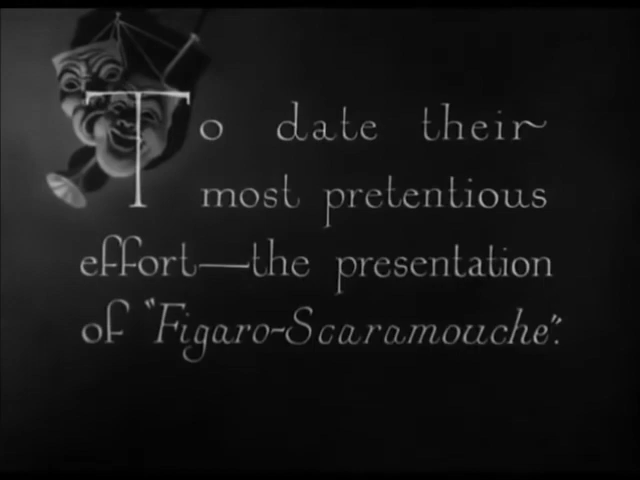 To date their
most pretentious
effort—the presentation
of "Figaro-Scaramouche".